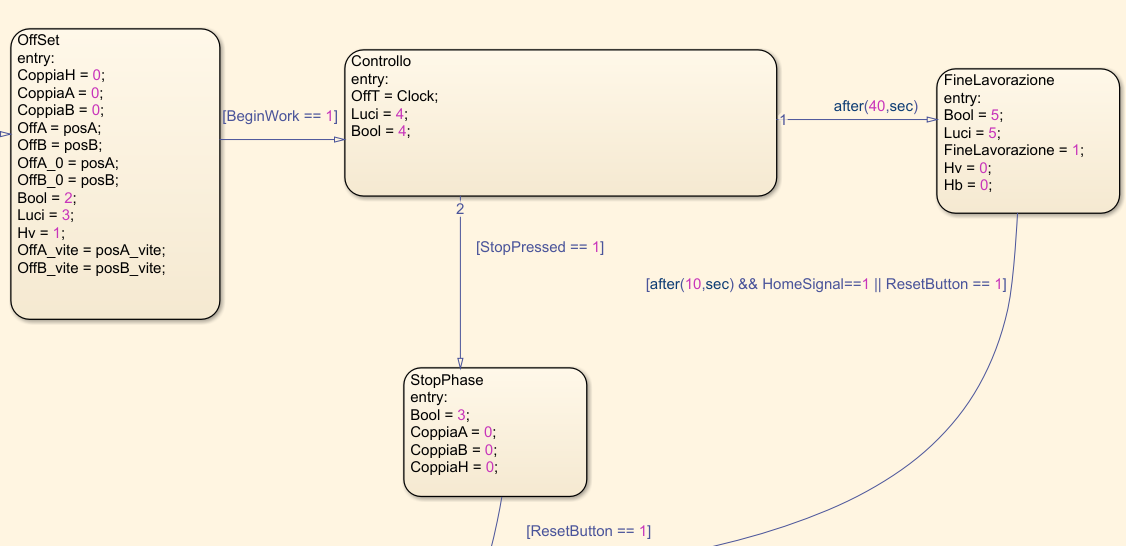 OffSet
entry:
CoppiaH = 0;
CoppiaA = 0;
CoppiaB = 0;
OffA = posA;
OffB = posB;
OffA_0 = posA;
OffB_0 = posB;
Bool = 2;
Luci = 3;
Hv = 1;
OffA_vite = posA_vite;
OffB_vite = posB_vite;
[BeginWork == 1]
Controllo
entry:
OffT = Clock;
Luci = 4;
Bool = 4;
1
after(40,sec)
FineLavorazione
entry:
Bool = 5;
Luci = 5;
FineLavorazione = 1;
Hv = 0;
Hb = 0;
2
[StopPressed == 1]
[after(10,sec) && HomeSignal==1 || ResetButton == 1]
StopPhase
entry:
Bool = 3;
CoppiaA = 0;
CoppiaB = 0;
CoppiaH = 0;
[ResetButton == 1]